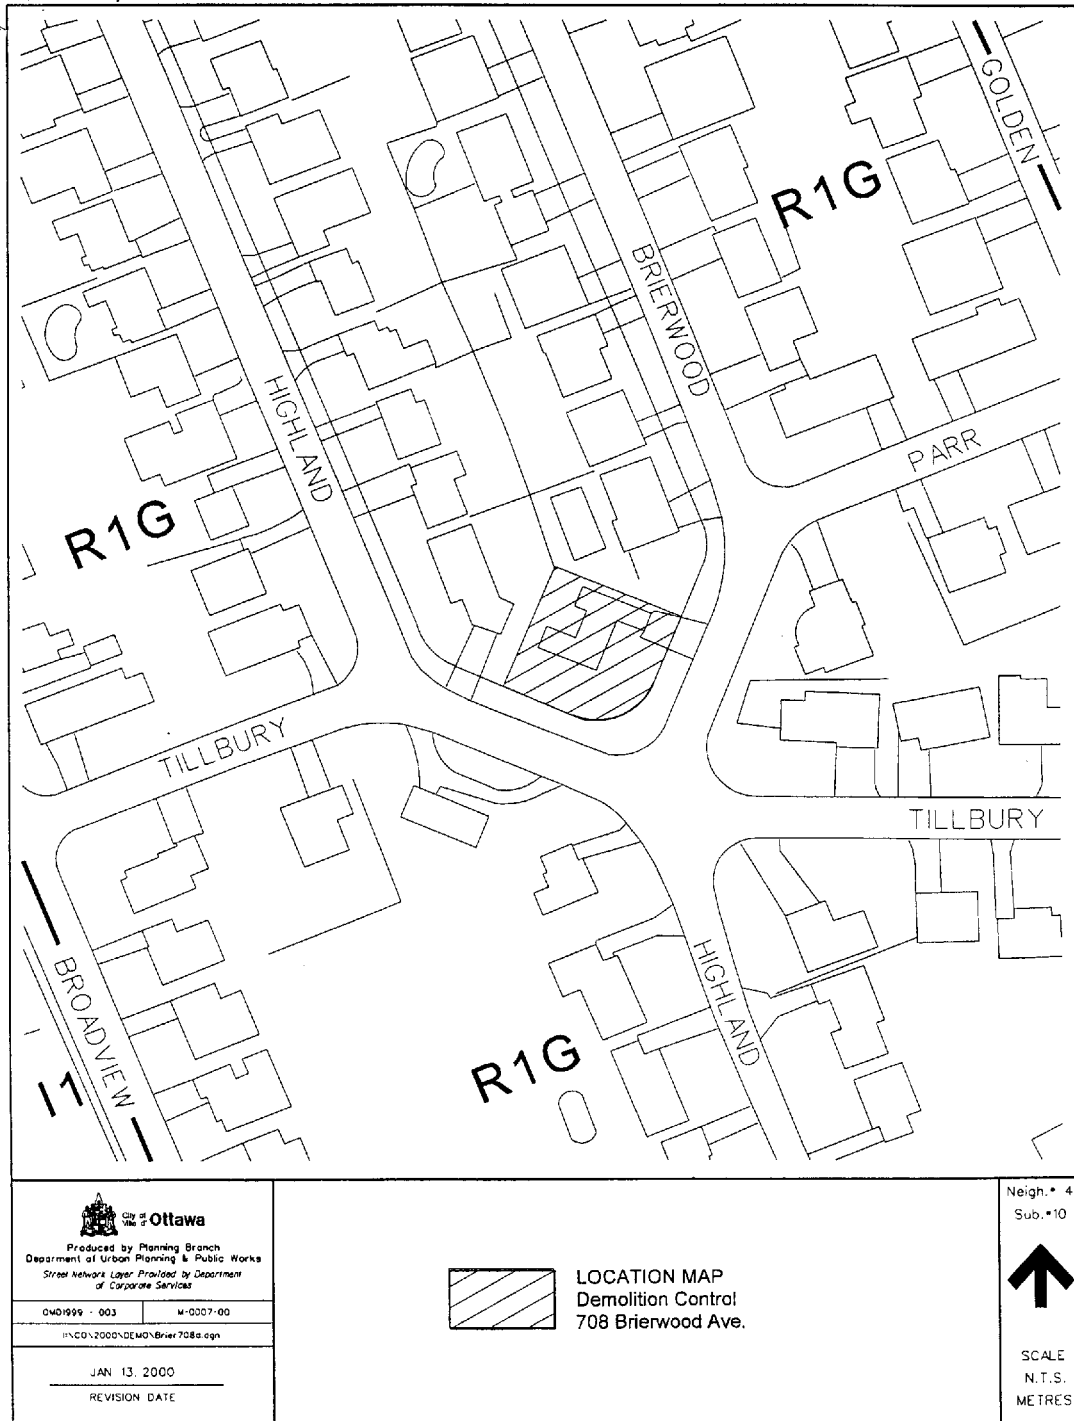 GOLDEN
R1G
BRIERWOOD
HIGHLAND
PARR
R1G
TILLBURY
TILLBURY
HIGHLAND
BROADVIEW
R1G
I1
City of
Ville d'
Ottawa
Produced by Planning Branch
Department of Urban Planning & Public Works
Street Network Layer Provided by Department
of Corporate Services
OMD1999 - 003
M-0007-00
JAN 13, 2000
REVISION DATE
LOCATION MAP
Demolition Control
708 Brierwood Ave.
Neigh.* 4
Sub.*10
SCALE
N.T.S.
METRES